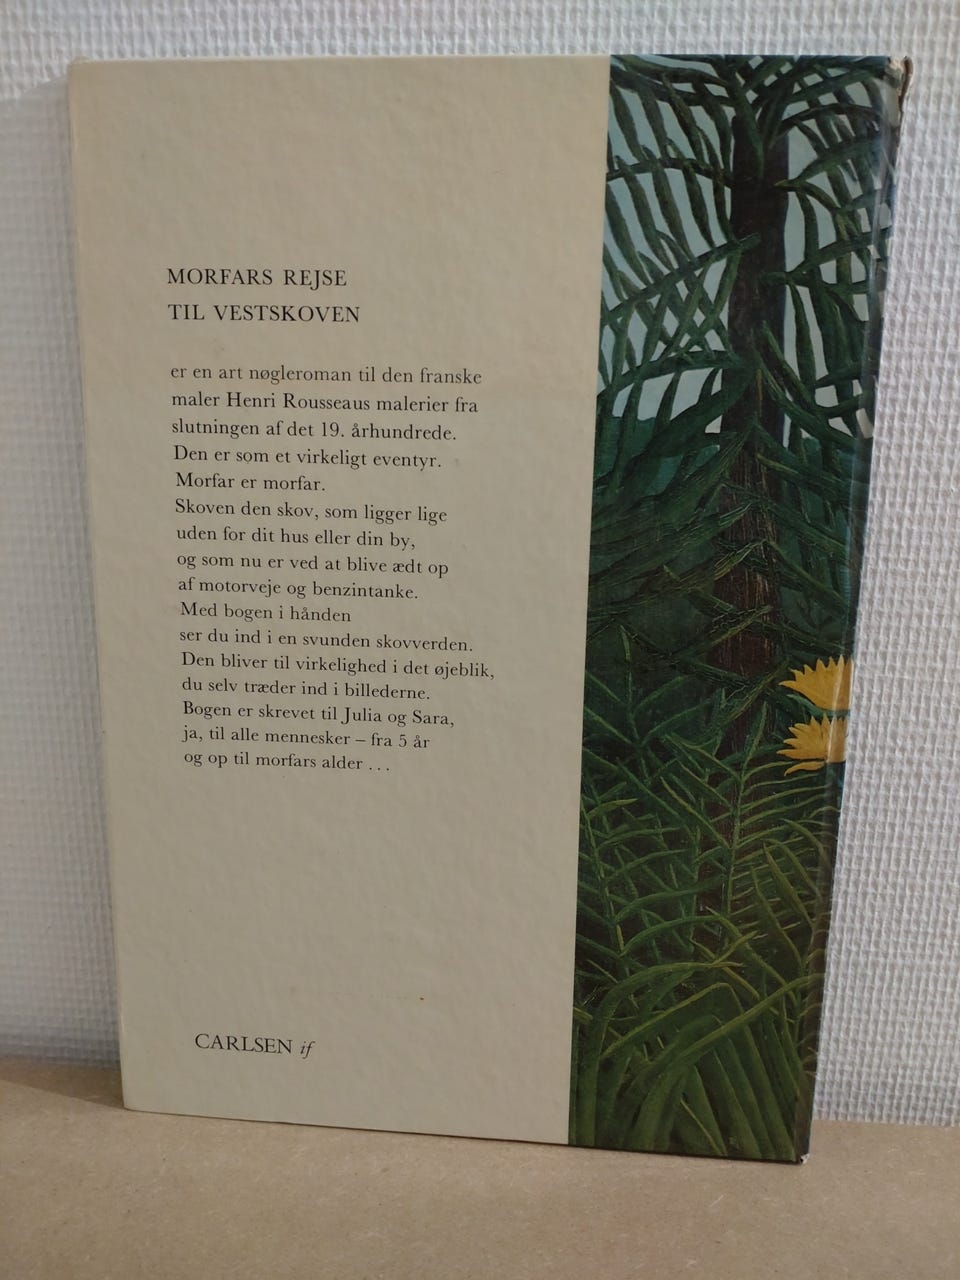 MORFARS REJSE
TIL VESTSKOVEN
er en art nøgleroman til den franske
maler Henri Rousseaus malerier fra
slutningen af det 19. århundrede.
Den er som et virkeligt eventyr.
Morfar er morfar.
Skoven den skov, som ligger lige
uden for dit hus eller din by,
og som nu er ved at blive ædt op
af motorveje og benzintanke.
Med bogen i hånden
ser du ind i en svunden skovverden.
Den bliver til virkelighed i det øjeblik,
du selv træder ind i billederne.
Bogen er skrevet til Julia og Sara,
ja, til alle mennesker – fra 5 år
og op til morfars alder . . .
CARLSEN if